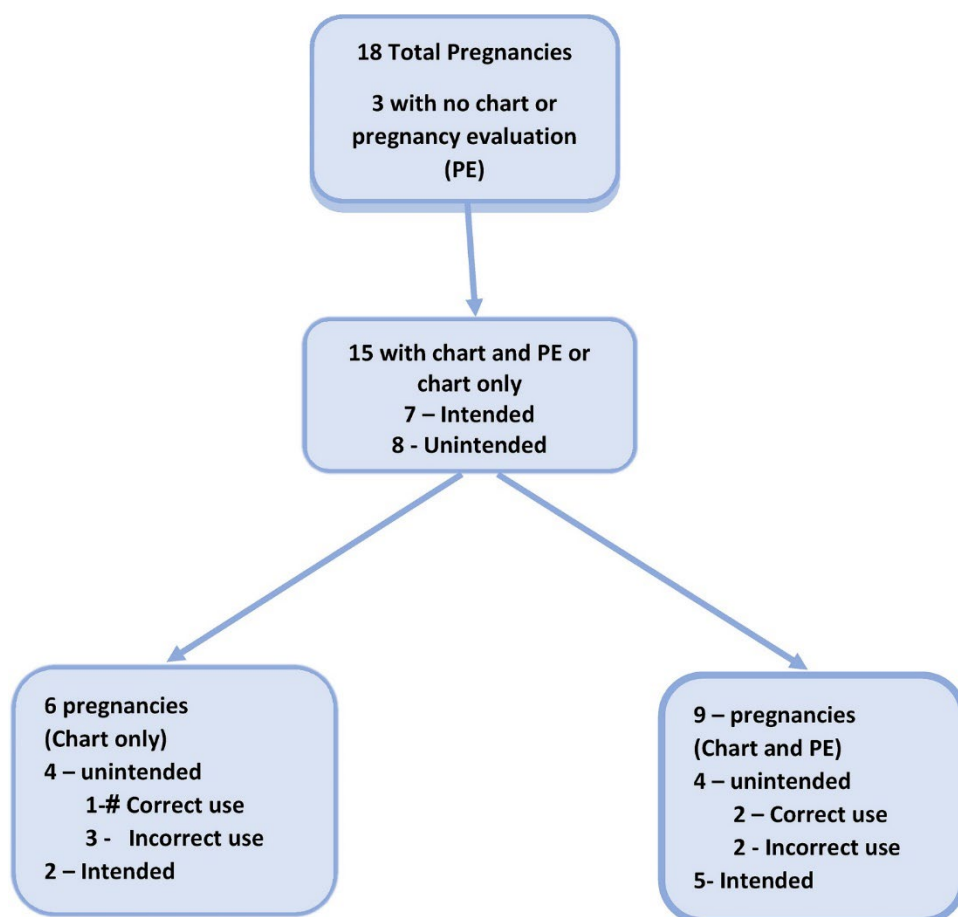 18 Total Pregnancies
3 with no chart or
pregnancy evaluation
(PE)
15 with chart and PE or
chart only
7 – Intended
8 - Unintended
6 pregnancies
(Chart only)
4 – unintended
1-# Correct use
3 - Incorrect use
2 – Intended
9 – pregnancies
(Chart and PE)
4 – unintended
2 – Correct use
2 - Incorrect use
5- Intended